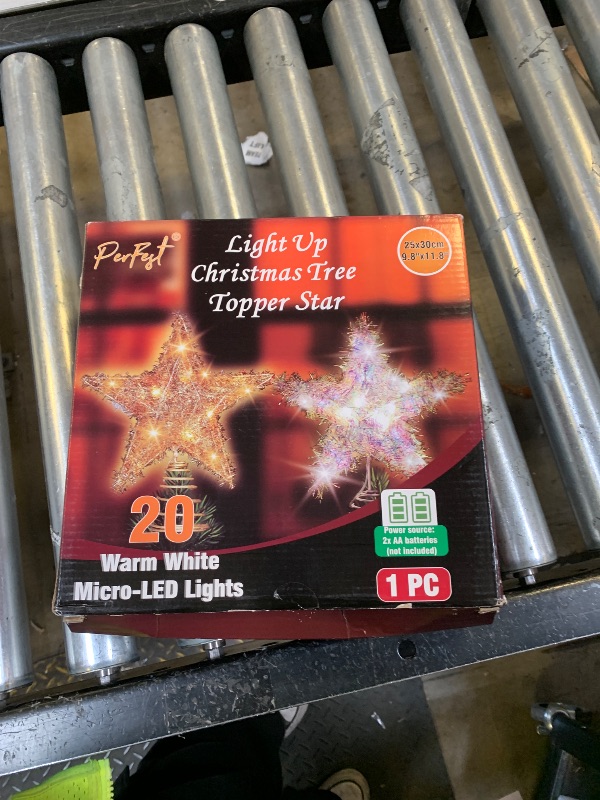 PerFest®
Light Up
Christmas Tree
Topper Star
25x30cm
9.8"x11.8"
20
Warm White
Micro-LED Lights
Power source:
2x AA batteries
(not included)
1 PC